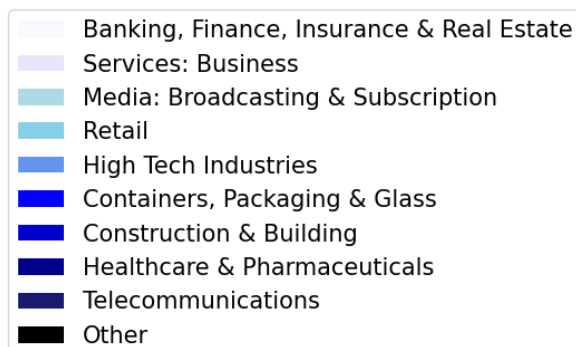 Banking, Finance, Insurance & Real Estate
Services: Business
Media: Broadcasting & Subscription
Retail
High Tech Industries
Containers, Packaging & Glass
Construction & Building
Healthcare & Pharmaceuticals
Telecommunications
Other